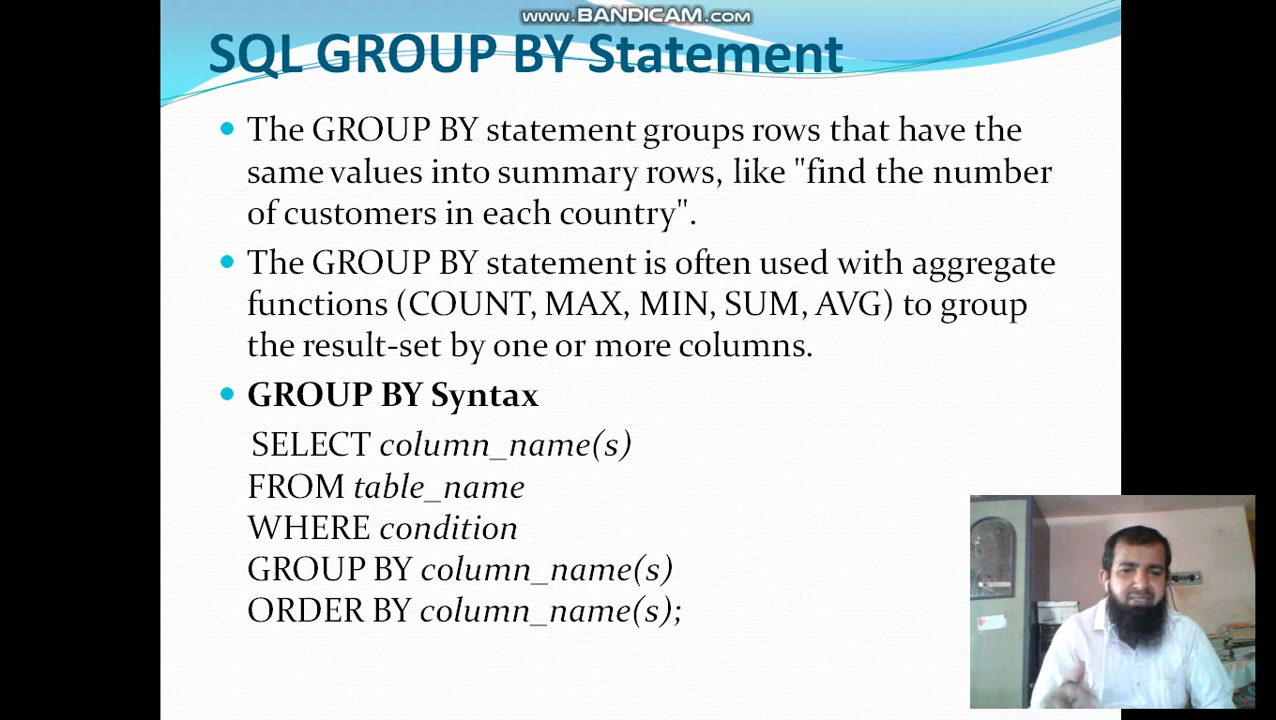 www.BANDICAM.com
SQL GROUP BY Statement
The GROUP BY statement groups rows that have the
same values into summary rows, like "find the number
of customers in each country".
The GROUP BY statement is often used with aggregate
functions (COUNT, MAX, MIN, SUM, AVG) to group
the result-set by one or more columns.
GROUP BY Syntax
SELECT column_name(s)
FROM table_name
WHERE condition
GROUP BY column_name(s)
ORDER BY column_name(s);